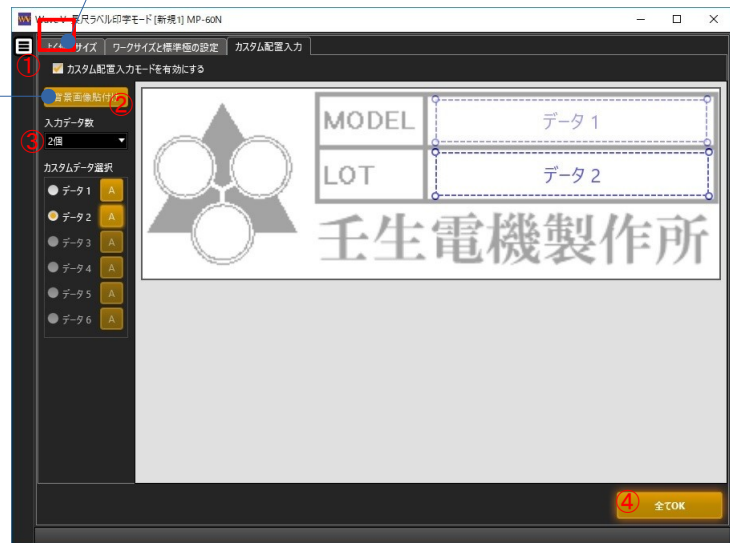 Wave V 長尺ラベル印字モード [新規1] MP-60N
サイズ
ワークサイズと標準極の設定
カスタム配置入力
①
カスタム配置入力モードを有効にする
背景画像貼付
②
入力データ数
③
2個
カスタムデータ選択
データ 1 A
データ 2 A
データ 3 A
データ 4 A
データ 5 A
データ 6 A
MODEL
データ 1
LOT
データ 2
壬生電機製作所
④
全てOK